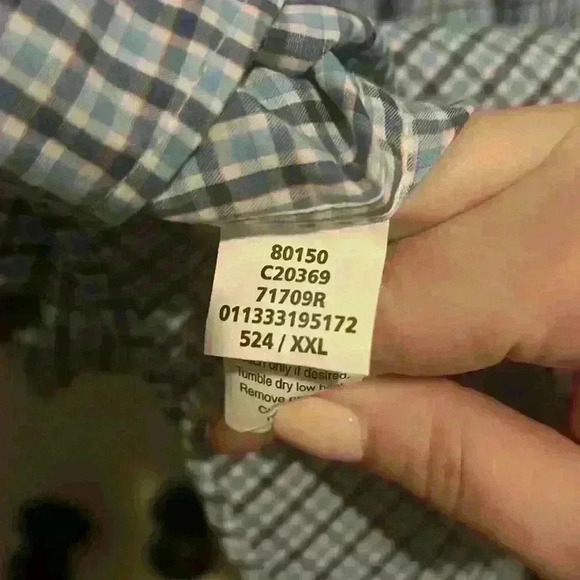 80150
C20369
71709R
011333195172
524 / XXL
only if desired.
Tumble dry low
Remove